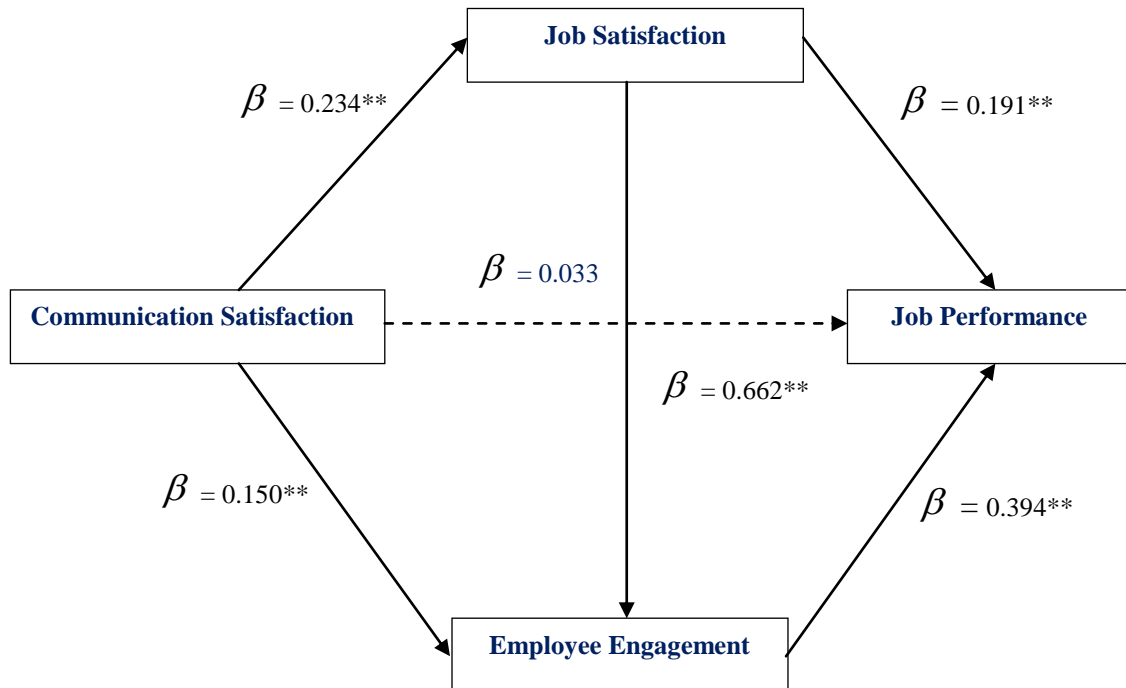 Job Satisfaction
β = 0.234**
β = 0.191**
β = 0.033
Communication Satisfaction
Job Performance
β = 0.662**
β = 0.150**
β = 0.394**
Employee Engagement